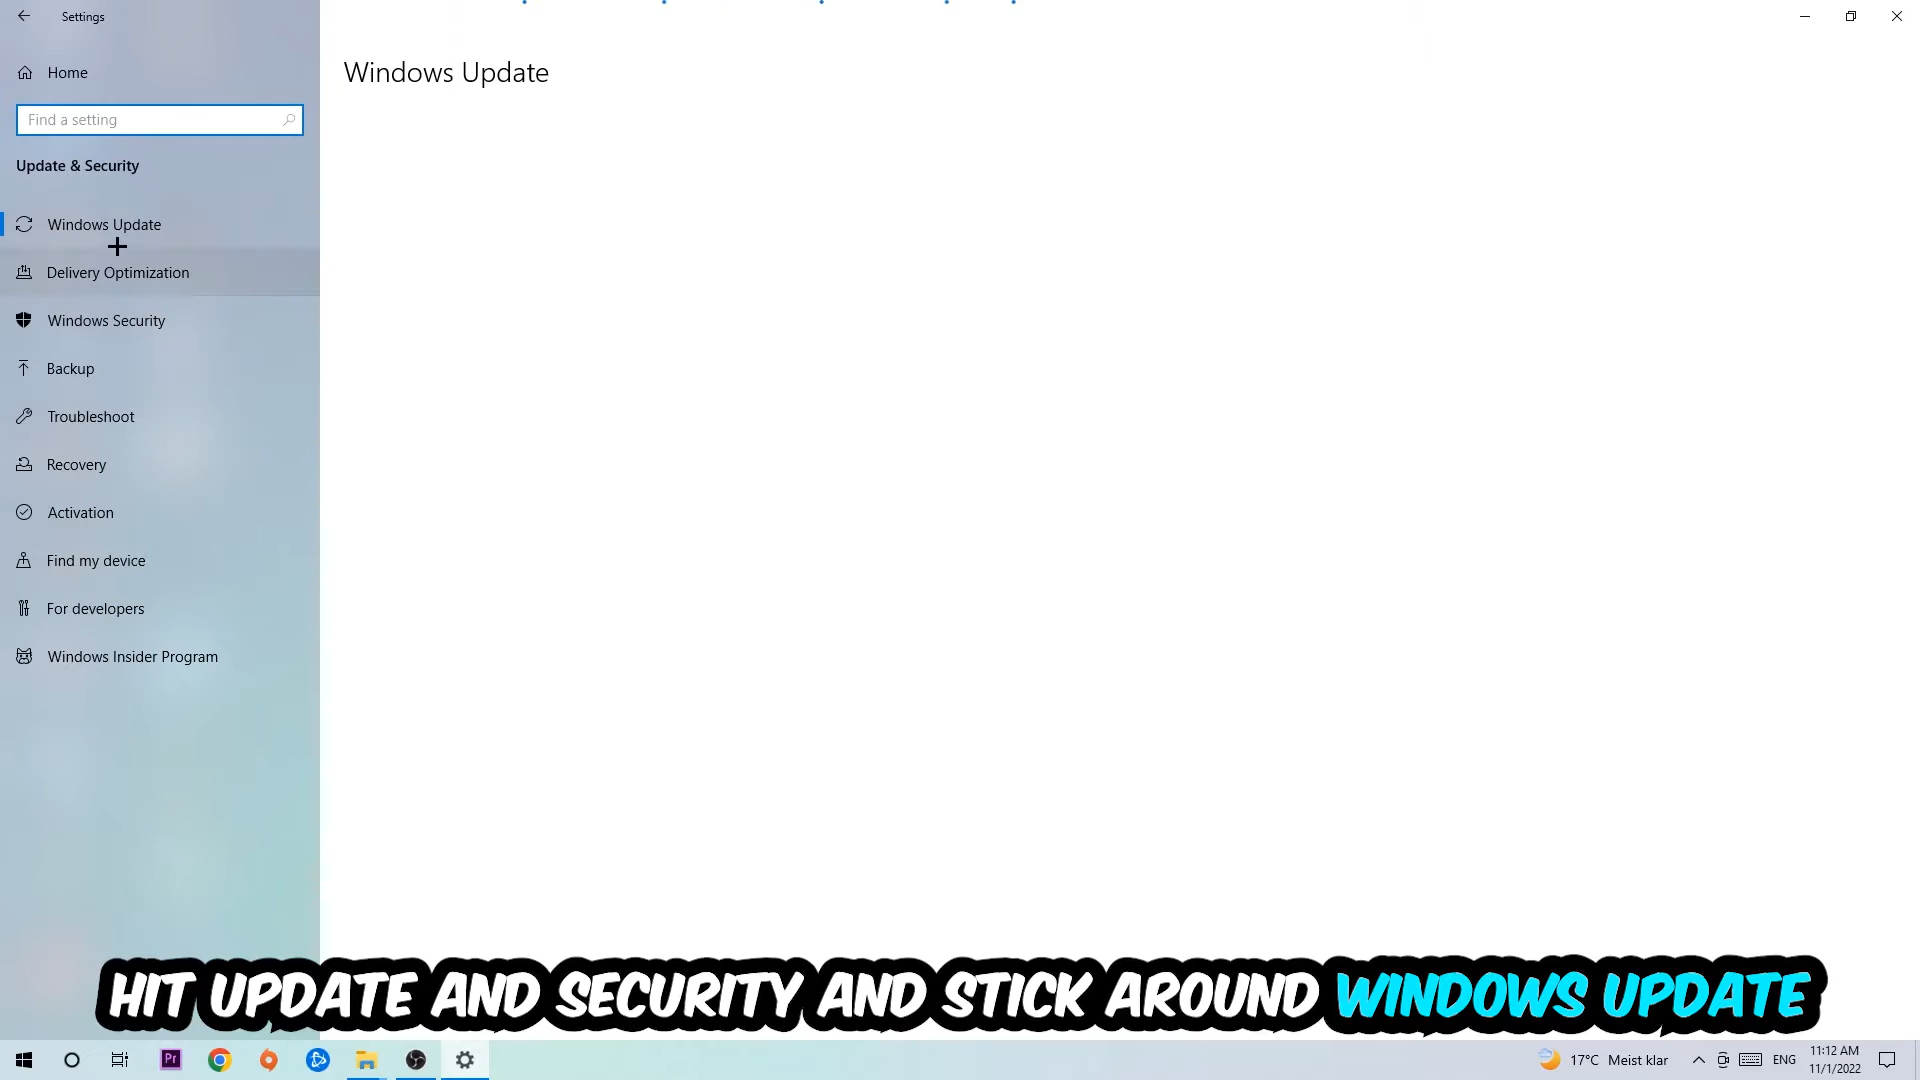 Settings
Home
Find a setting
Update & Security
Windows Update
Delivery Optimization
Windows Security
Backup
Troubleshoot
Recovery
Activation
Find my device
For developers
Windows Insider Program
Windows Update
HIT UPDATE AND SECURITY AND STICK AROUND WINDOWS UPDATE
Pr
17°C Meist klar
ENG
11:12 AM
11/1/2022